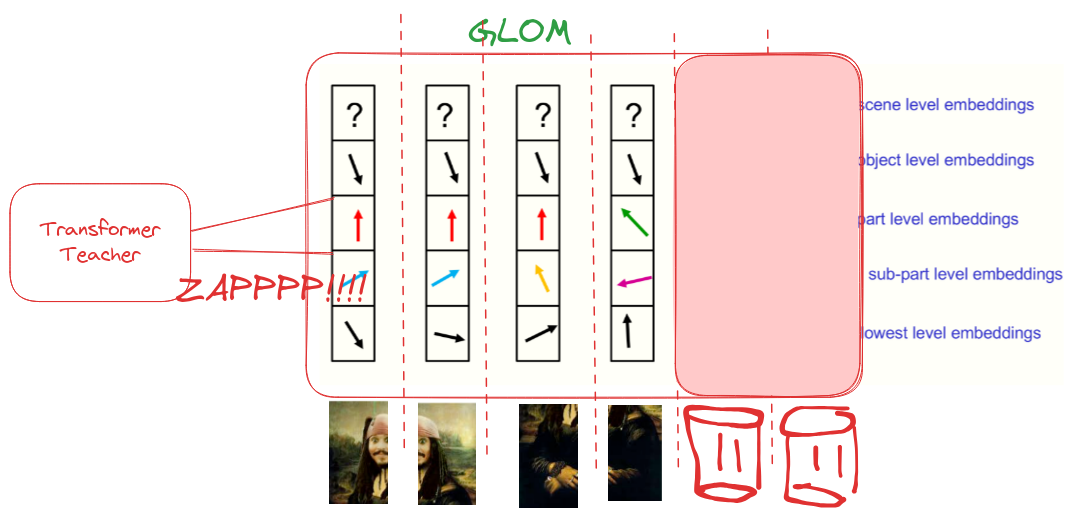 GLOM
? ? ? ?
scene level embeddings
object level embeddings
part level embeddings
Transformer
Teacher
sub-part level embeddings
ZAPPPP!!!!
lowest level embeddings